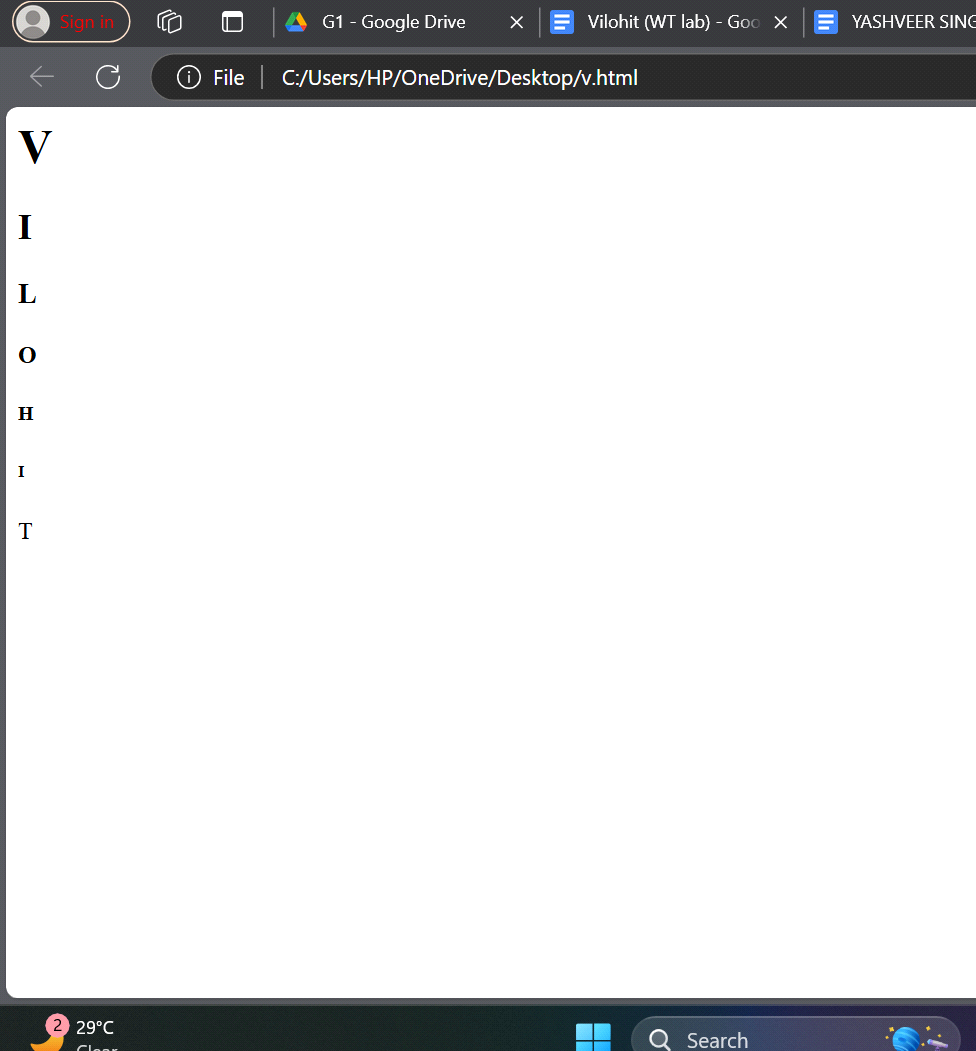 Sign in
G1 - Google Drive
Vilohit (WT lab) - Goo
YASHVEER SING
File
C:/Users/HP/OneDrive/Desktop/v.html
V
I
L
O
H
I
T
2
29°C
Clear
Search